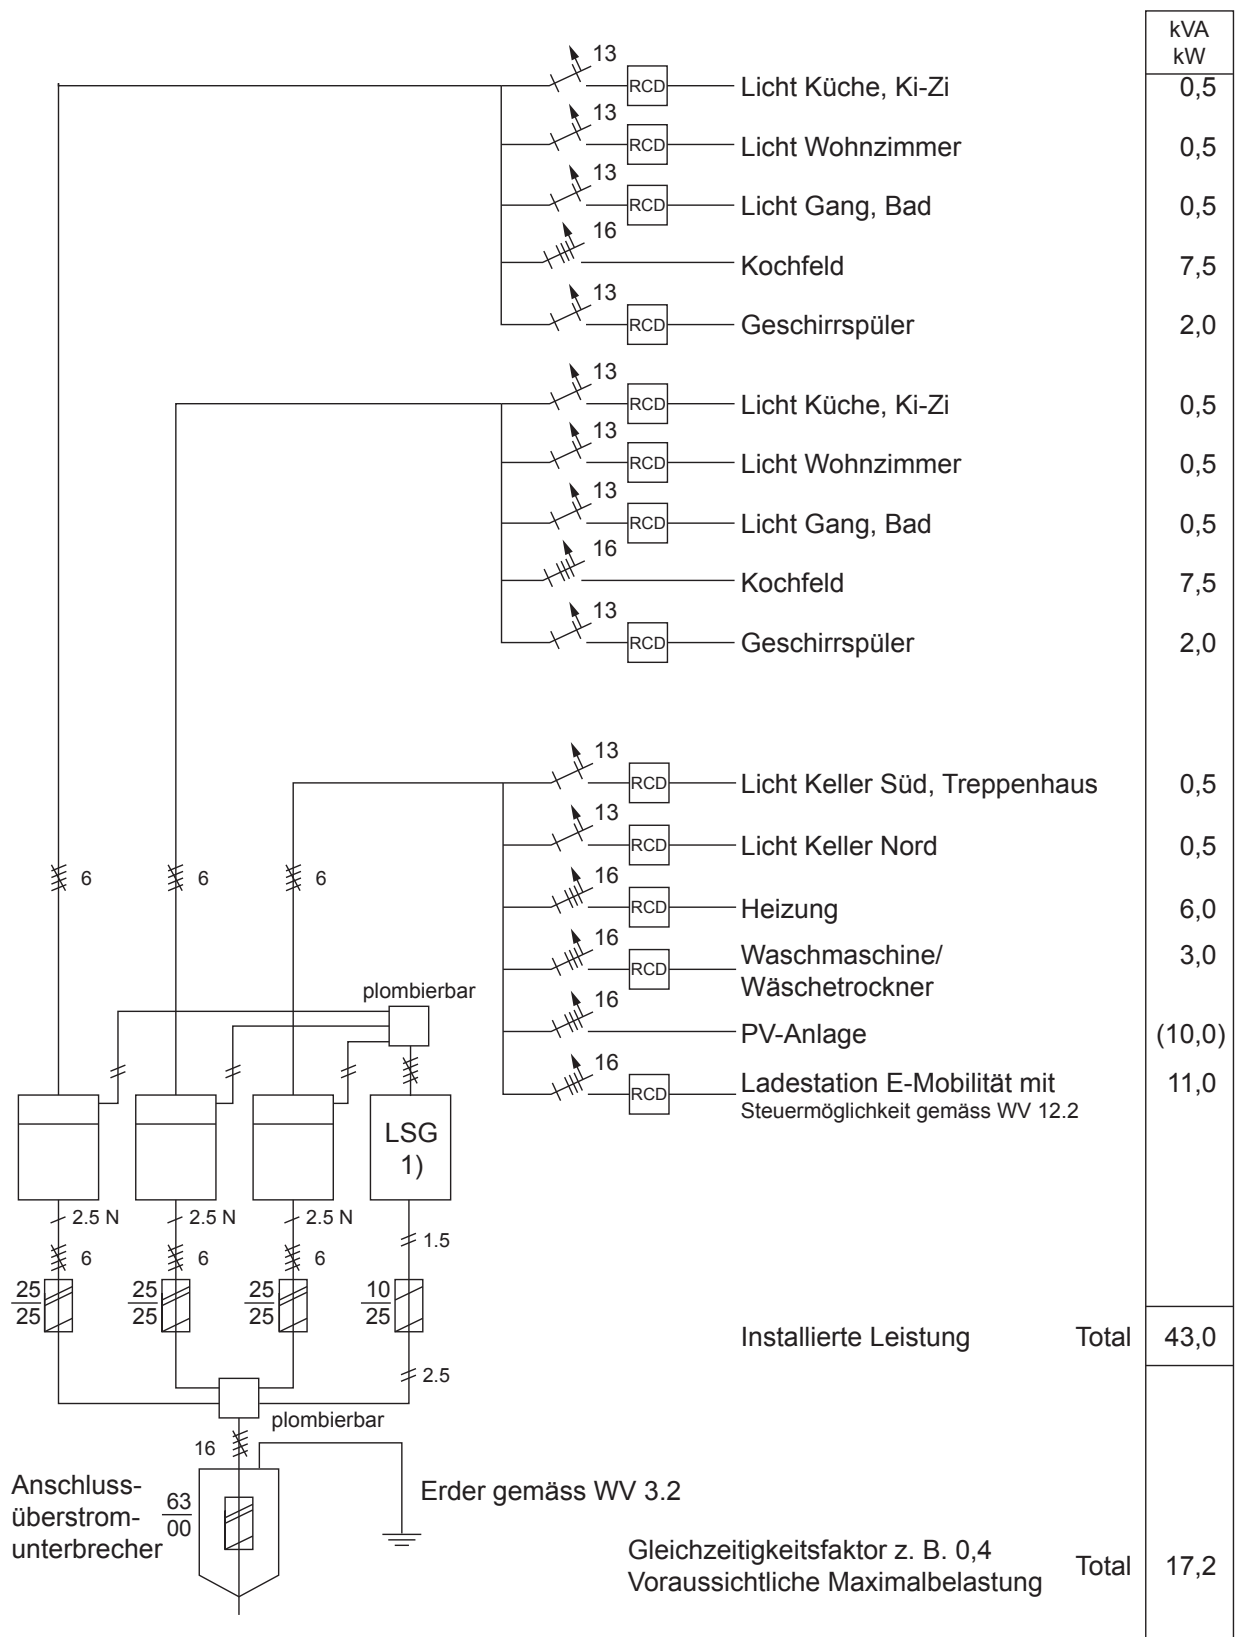 kVA
kW
13
RCD
Licht Küche, Ki-Zi
0,5
13
RCD
Licht Wohnzimmer
0,5
13
RCD
Licht Gang, Bad
0,5
16
Kochfeld
7,5
13
RCD
Geschirrspüler
2,0
13
RCD
Licht Küche, Ki-Zi
0,5
13
RCD
Licht Wohnzimmer
0,5
13
RCD
Licht Gang, Bad
0,5
16
Kochfeld
7,5
13
RCD
Geschirrspüler
2,0
13
RCD
Licht Keller Süd, Treppenhaus
0,5
13
RCD
Licht Keller Nord
0,5
6
6
6
16
RCD
Heizung
6,0
16
RCD
Waschmaschine/
Wäschetrockner
3,0
plombierbar
16
PV-Anlage
(10,0)
16
RCD
Ladestation E-Mobilität mit
Steuermöglichkeit gemäss WV 12.2
11,0
LSG
1)
2.5 N
2.5 N
2.5 N
1.5
6
6
6
25
25
25
25
25
25
10
25
Installierte Leistung
Total
43,0
2.5
plombierbar
16
Anschluss-
überstrom-
unterbrecher
63
00
Erder gemäss WV 3.2
Gleichzeitigkeitsfaktor z. B. 0,4
Voraussichtliche Maximalbelastung
Total
17,2